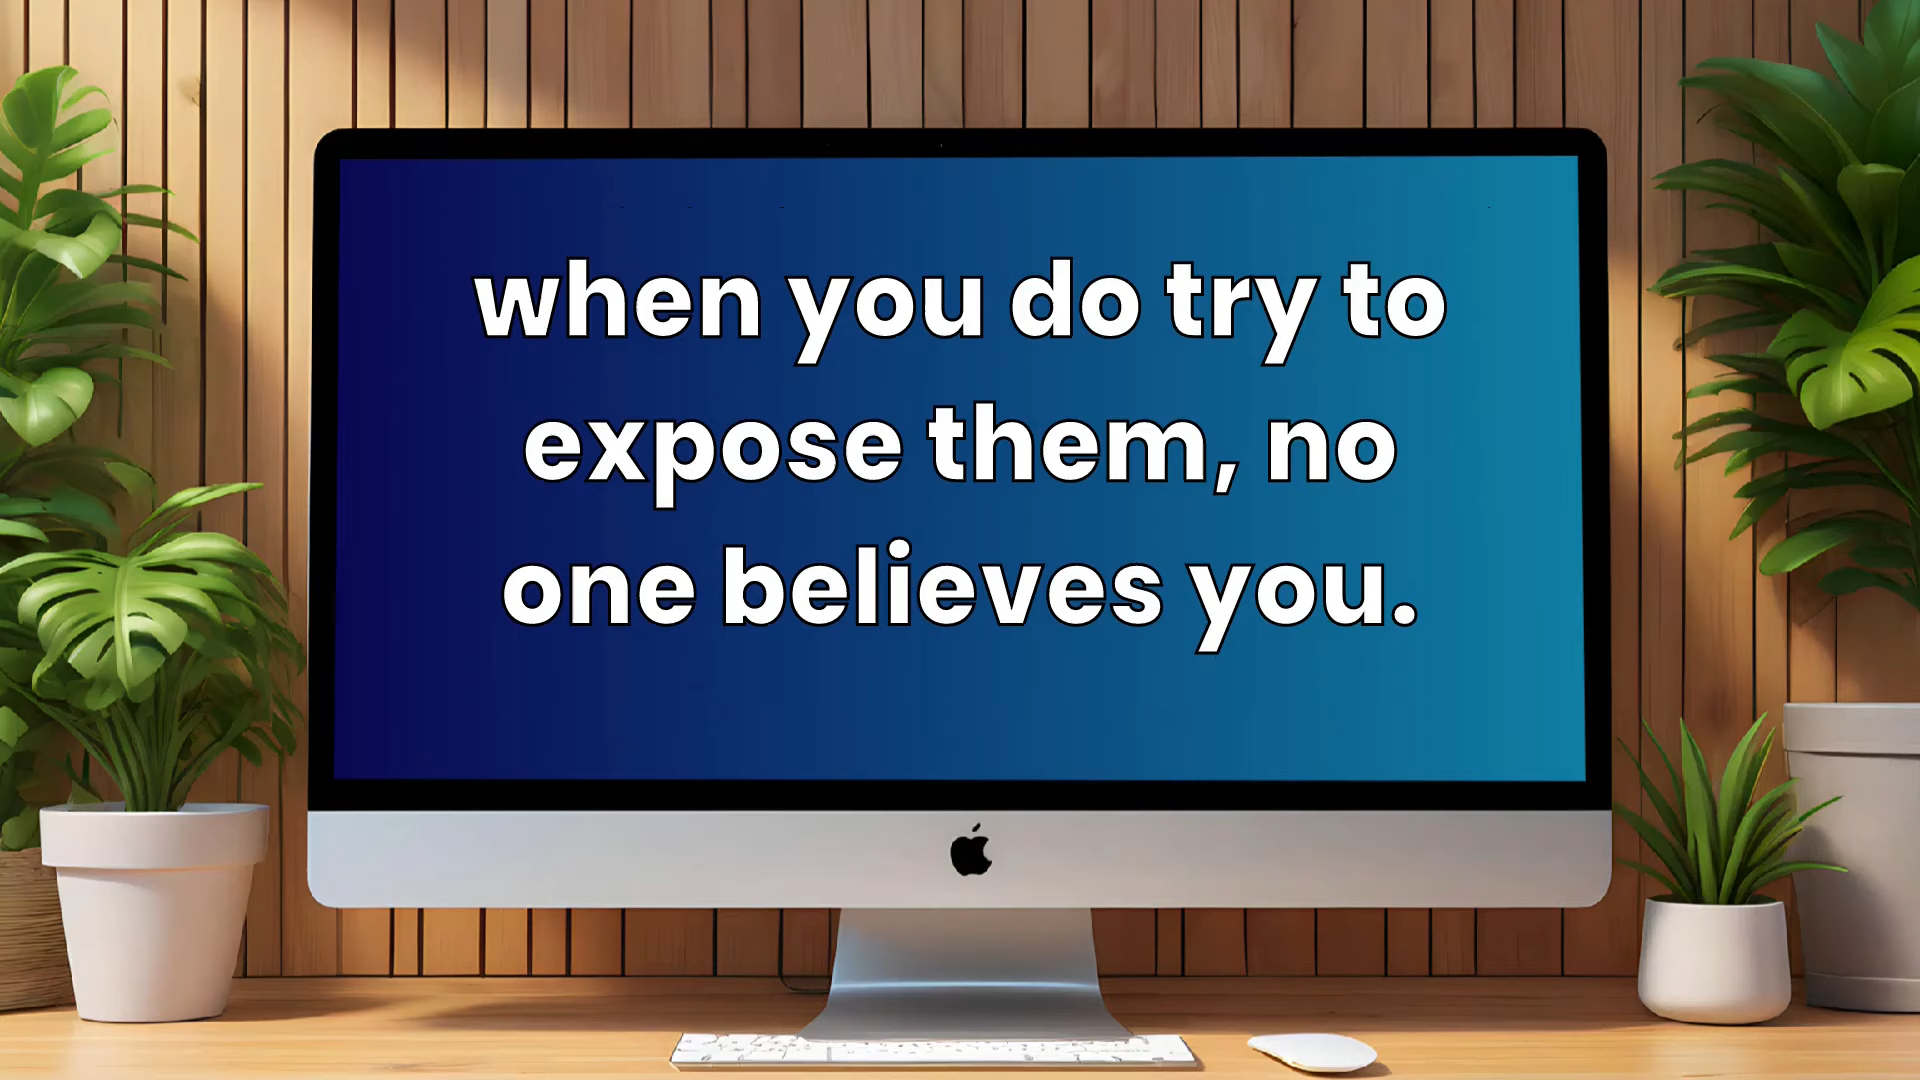 when you do try to
expose them, no
one believes you.